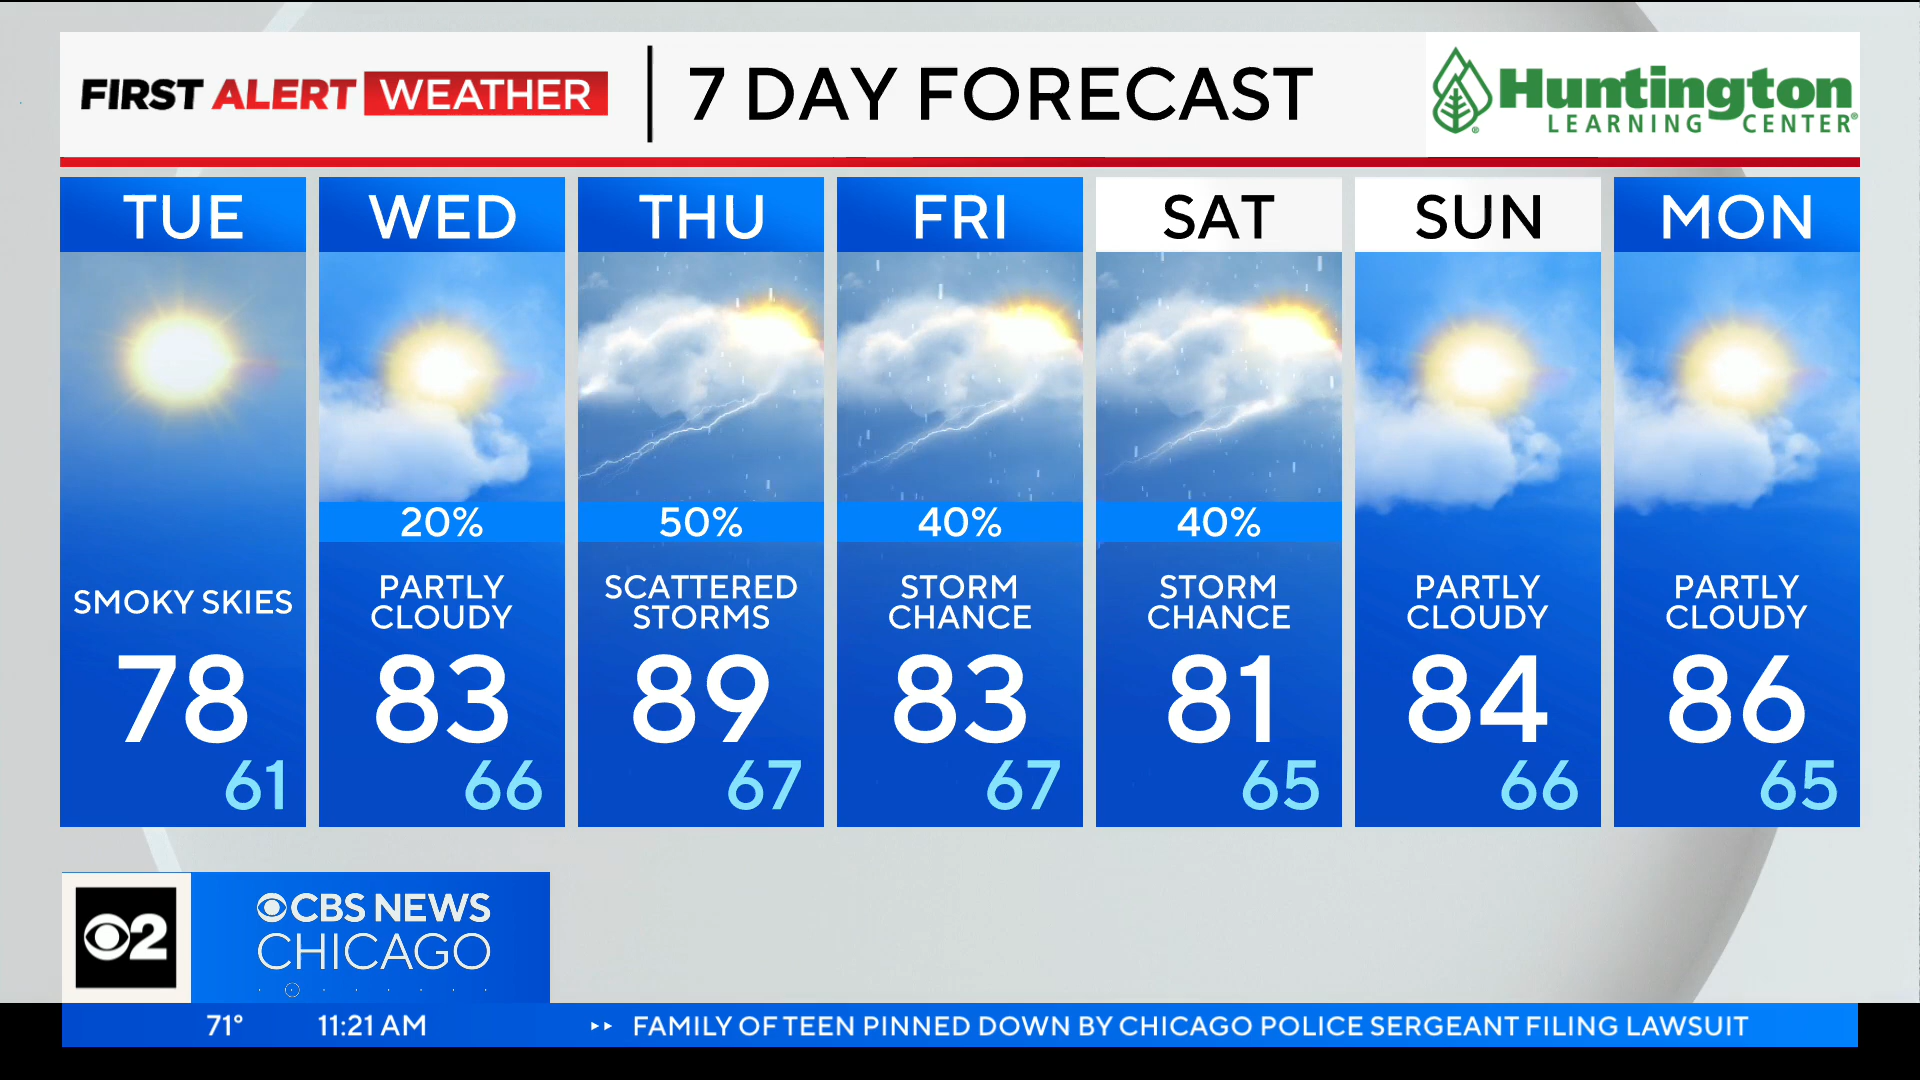 FIRST ALERT WEATHER
7 DAY FORECAST
Huntington
LEARNING CENTER®
TUE
SMOKY SKIES
78
61
WED
20%
PARTLY
CLOUDY
83
66
THU
50%
SCATTERED
STORMS
89
67
FRI
40%
STORM
CHANCE
83
67
SAT
40%
STORM
CHANCE
81
65
SUN
PARTLY
CLOUDY
84
66
MON
PARTLY
CLOUDY
86
65
2
CBS NEWS
CHICAGO
71° 11:21 AM FAMILY OF TEEN PINNED DOWN BY CHICAGO POLICE SERGEANT FILING LAWSUIT